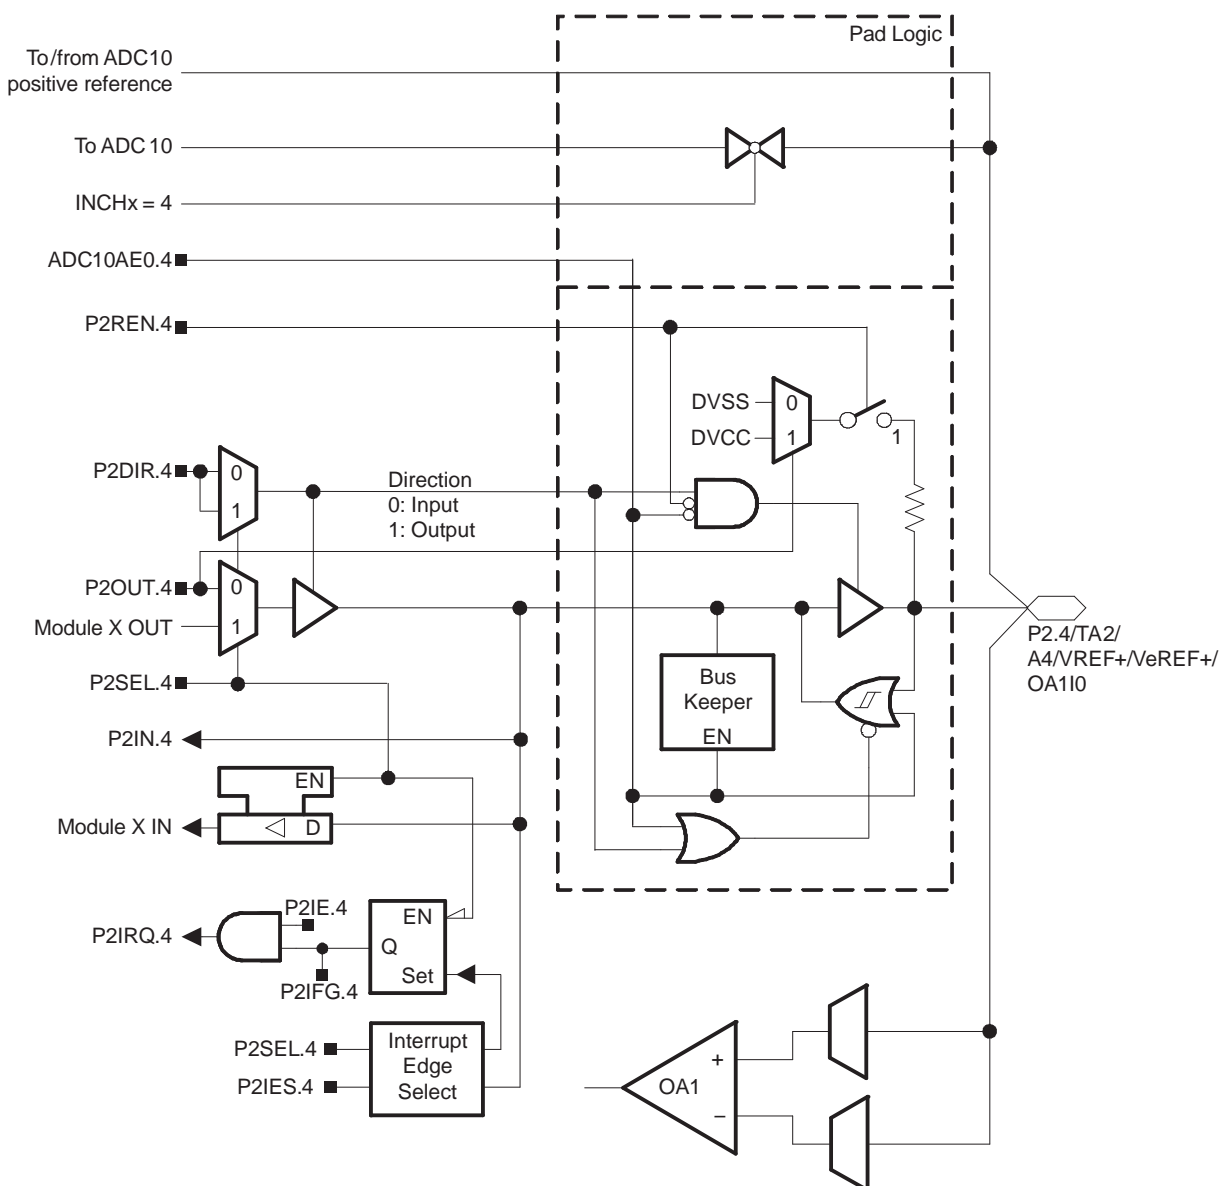 Pad Logic
To/from ADC10
positive reference
To ADC 10
INCHx = 4
ADC10AE0.4
P2REN.4
DVSS
0
DVCC
1
1
P2DIR.4
0
1
Direction
0: Input
1: Output
P2OUT.4
0
Module X OUT
1
P2.4/TA2/
A4/VREF+/VeREF+/
OA1I0
P2SEL.4
Bus
Keeper
EN
P2IN.4
EN
Module X IN
D
P2IE.4
EN
P2IRQ.4
Q
Set
P2IFG.4
P2SEL.4
Interrupt
Edge
Select
P2IES.4
+
OA1
−